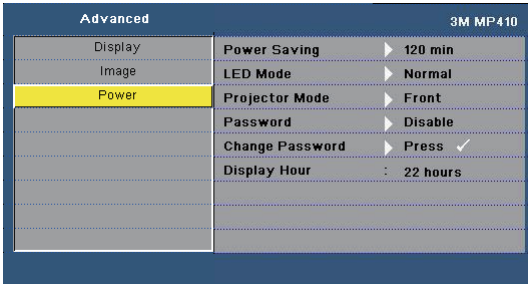 Advanced 3M MP410
Display Power Saving 120 min
Image LED Mode Normal
Power Projector Mode Front
Password Disable
Change Password Press ✓
Display Hour : 22 hours